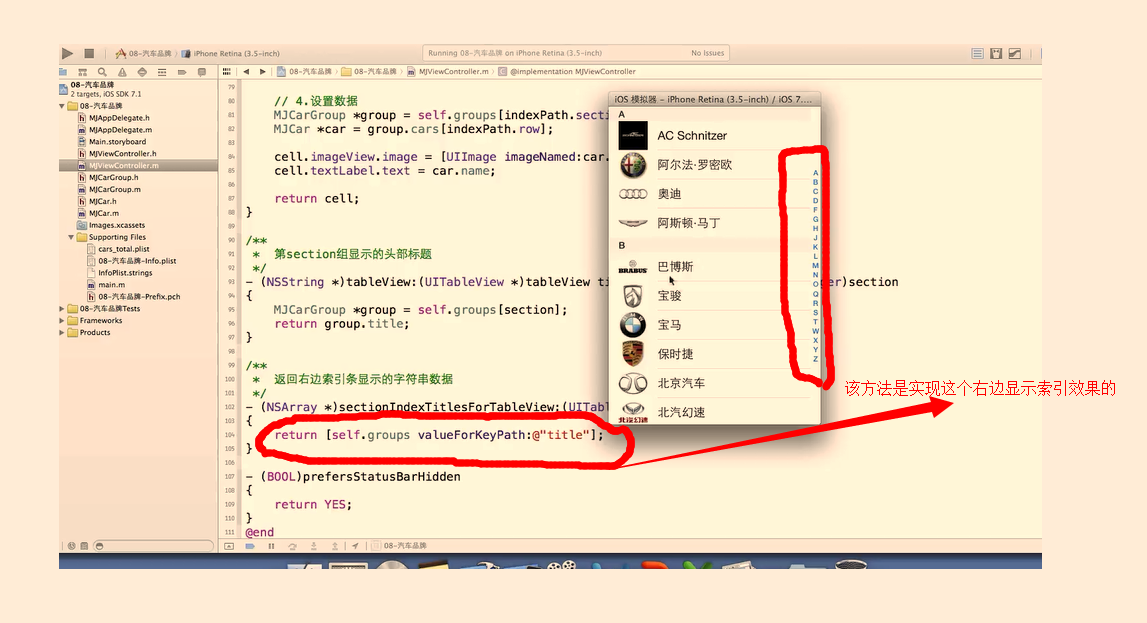 08-汽车品牌 〉 iPhone Retina (3.5-inch)
Running 08-汽车品牌 on iPhone Retina (3.5-inch)
No Issues
08-汽车品牌 〉 08-汽车品牌 〉 MJViewController.m 〉 @implementation MJViewController
08-汽车品牌
2 targets, iOS SDK 7.1
08-汽车品牌
MJAppDelegate.h
MJAppDelegate.m
Main.storyboard
MJViewController.h
MJViewController.m
MJCarGroup.h
MJCarGroup.m
MJCar.h
MJCar.m
Images.xcassets
Supporting Files
cars_total.plist
08-汽车品牌-Info.plist
InfoPlist.strings
main.m
08-汽车品牌-Prefix.pch
08-汽车品牌Tests
Frameworks
Products
79
80 // 4.设置数据
81 MJCarGroup *group = self.groups[indexPath.secti
82 MJCar *car = group.cars[indexPath.row];
83
84 cell.imageView.image = [UIImage imageNamed:car.
85 cell.textLabel.text = car.name;
86
87 return cell;
88 }
89
90 /**
91 * 第section组显示的头部标题
92 */
93 - (NSString *)tableView:(UITableView *)tableView ti
er)section
94 {
95 MJCarGroup *group = self.groups[section];
96 return group.title;
97 }
98
99 /**
100 * 返回右边索引条显示的字符串数据
101 */
102 - (NSArray *)sectionIndexTitlesForTableView:(UITabl
103 {
104 return [self.groups valueForKeyPath:@"title"];
105 }
106
107 - (BOOL)prefersStatusBarHidden
108 {
109 return YES;
110 }
111 @end
08-汽车品牌
iOS 模拟器 – iPhone Retina (3.5-inch) / iOS 7....
A
AC Schnitzer
阿尔法·罗密欧
奥迪
阿斯顿·马丁
B
BRABUS
巴博斯
宝骏
宝马
保时捷
北京汽车
北汽幻速
北汽幻速
A
B
C
D
F
G
H
J
K
L
M
N
O
Q
R
S
T
W
X
Y
Z
该方法是实现这个右边显示索引效果的